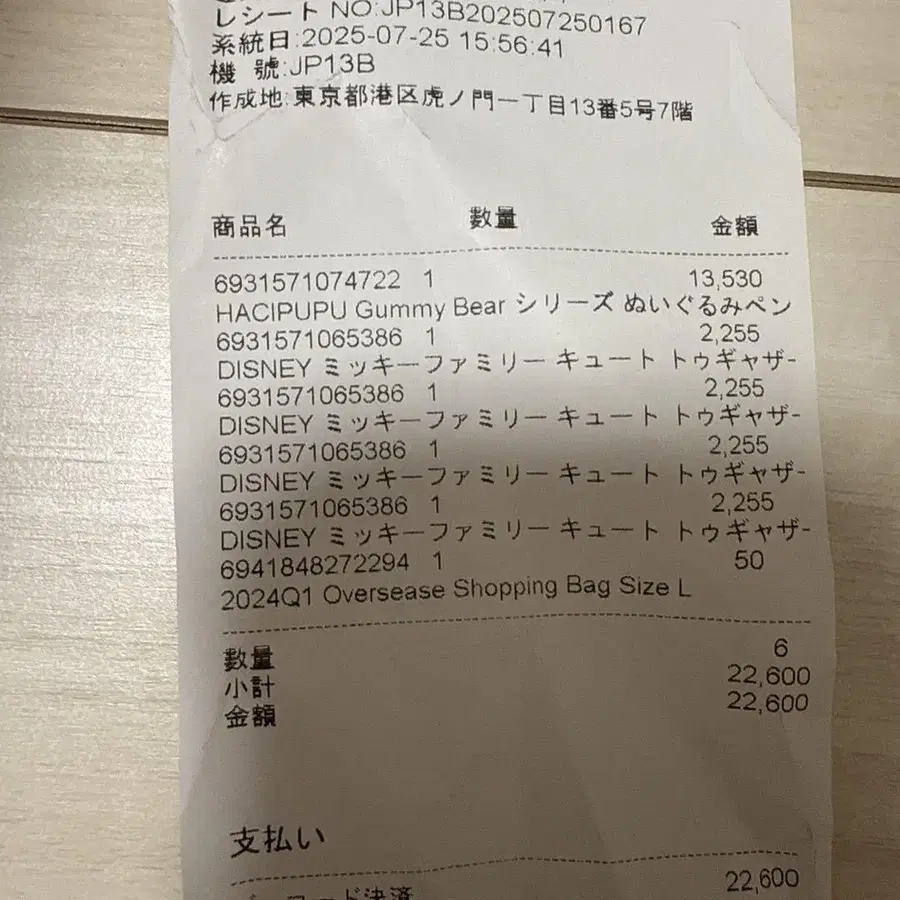 レシート NO:JP13B202507250167
系統日:2025-07-25 15:56:41
機 號:JP13B
作成地:東京都港区虎ノ門一丁目13番5号7階
商品名 数量 金額
6931571074722 1 13,530
HACIPUPU Gummy Bear シリーズ ぬいぐるみペン
6931571065386 1 2,255
DISNEY ミッキーファミリー キュート トゥギャザ-
6931571065386 1 2,255
DISNEY ミッキーファミリー キュート トゥギャザ-
6931571065386 1 2,255
DISNEY ミッキーファミリー キュート トゥギャザ-
6931571065386 1 2,255
DISNEY ミッキーファミリー キュート トゥギャザ-
6941848272294 1 50
2024Q1 Oversease Shopping Bag Size L
数量 6
小計 22,600
金額 22,600
支払い
コード決済 22,600